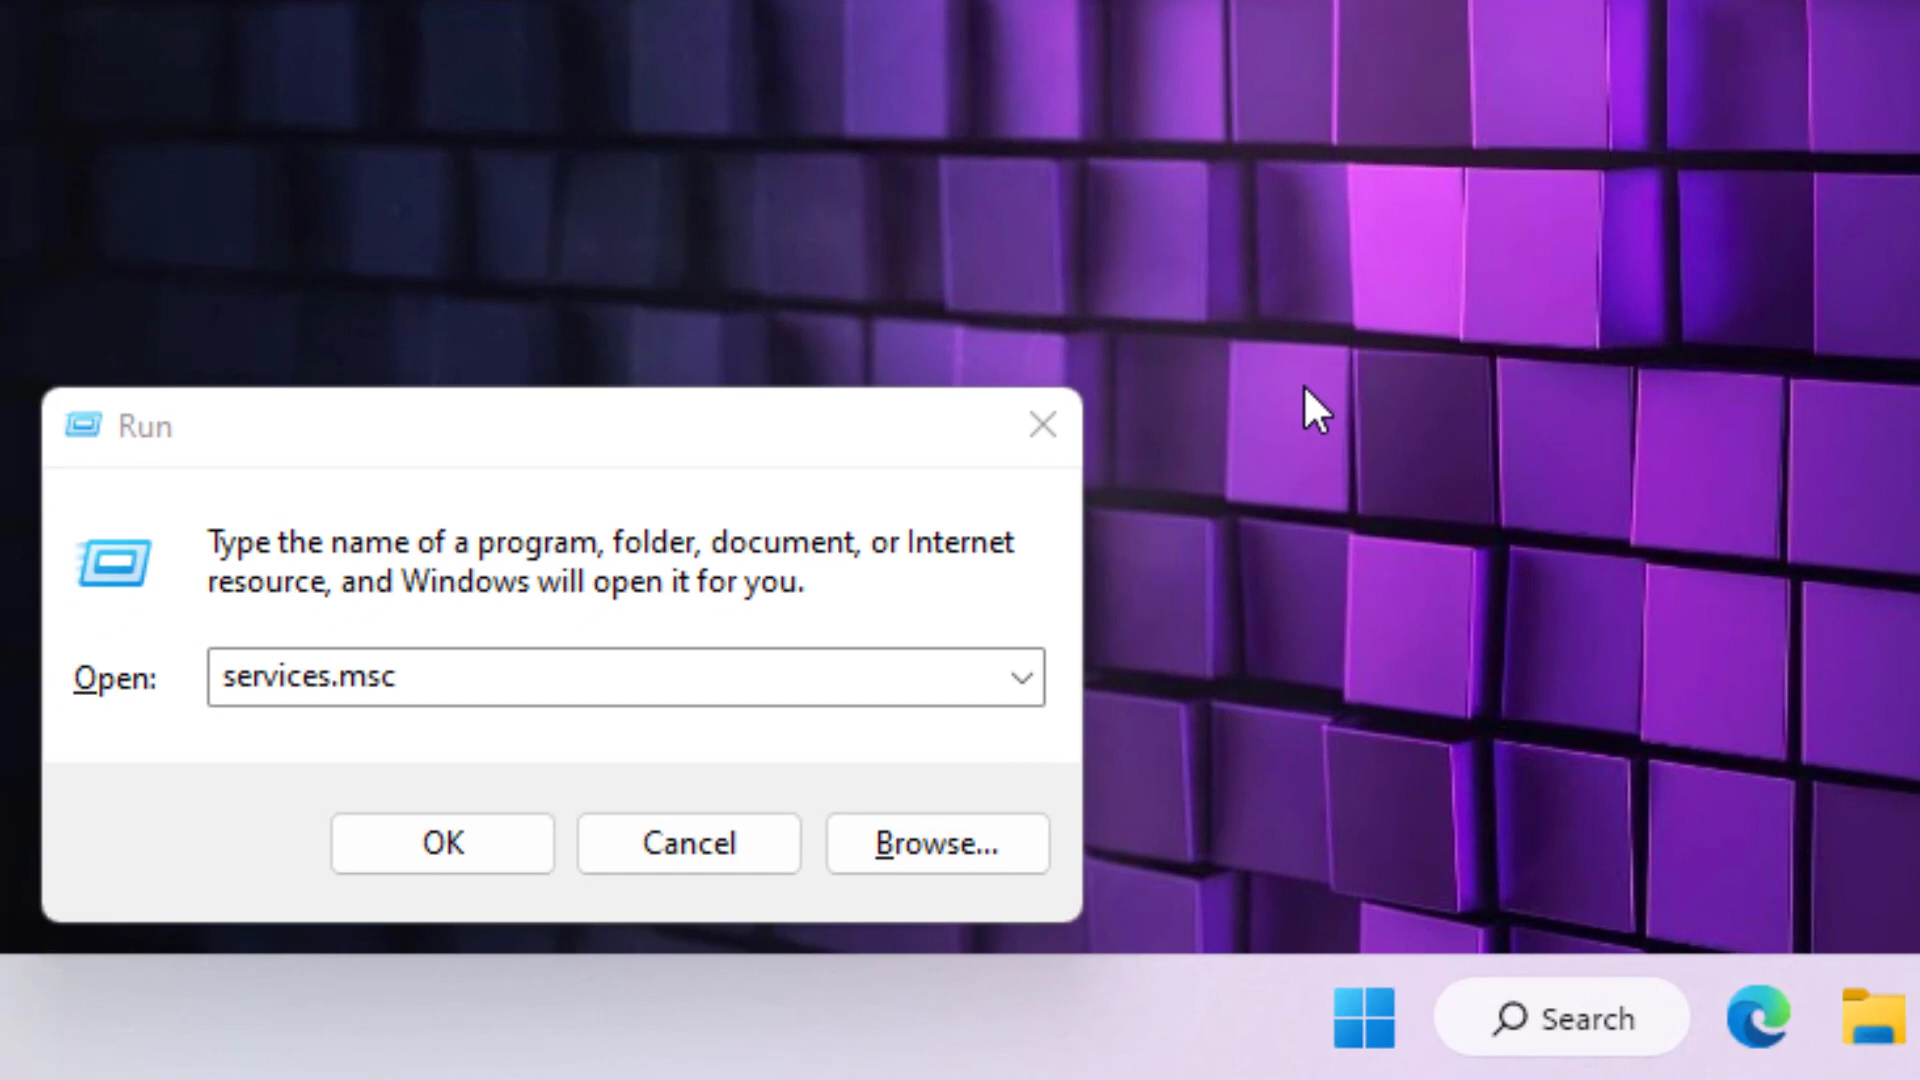 Run
Type the name of a program, folder, document, or Internet
resource, and Windows will open it for you.
Open: services.msc
OK Cancel Browse...
Search